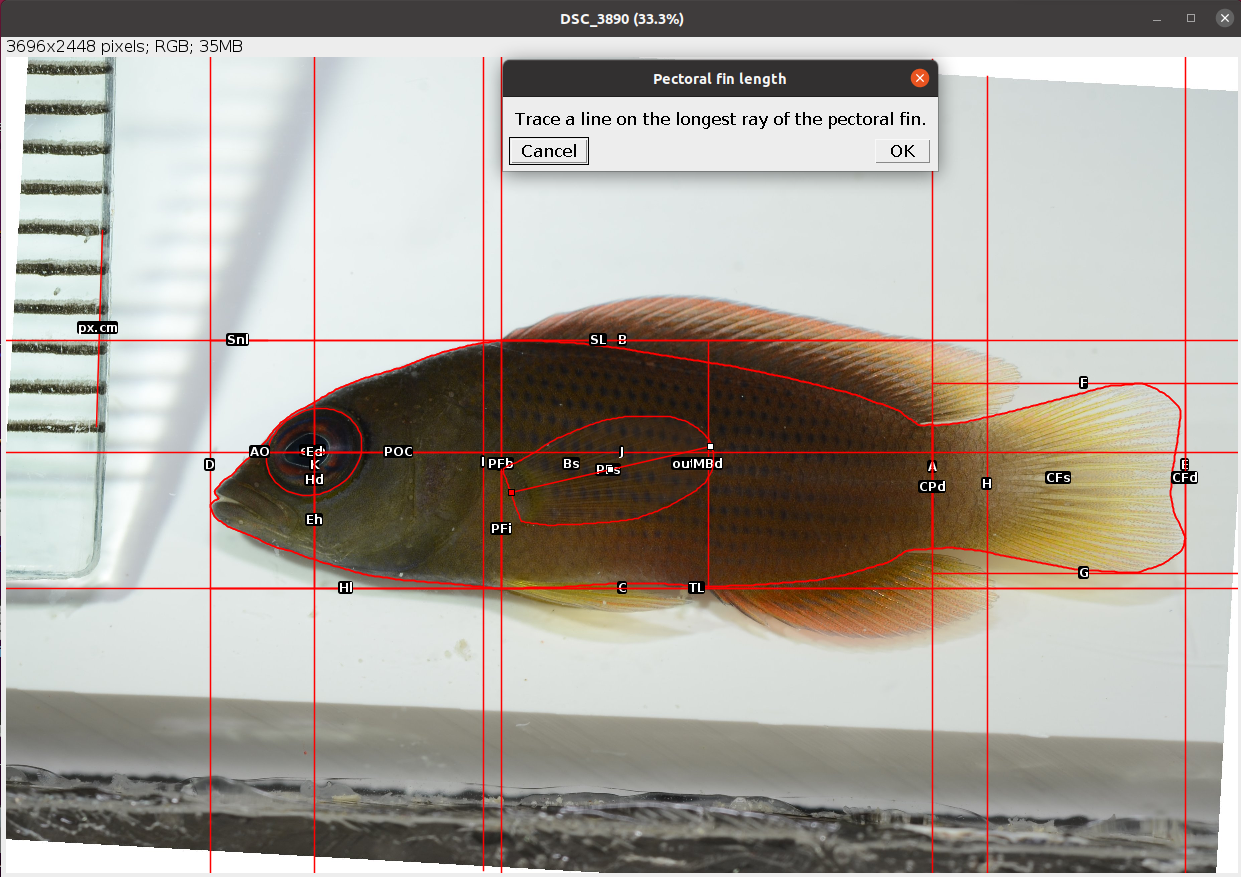 DSC_3890 (33.3%)
3696x2448 pixels; RGB; 35MB
Pectoral fin length
Trace a line on the longest ray of the pectoral fin.
Cancel OK
px.cm
Snl SL B
F
AO Ed POC J
D K PFb Bs MBd A E
Hd H CFs CFd
CPd
Eh PFi
G
Hl C TL